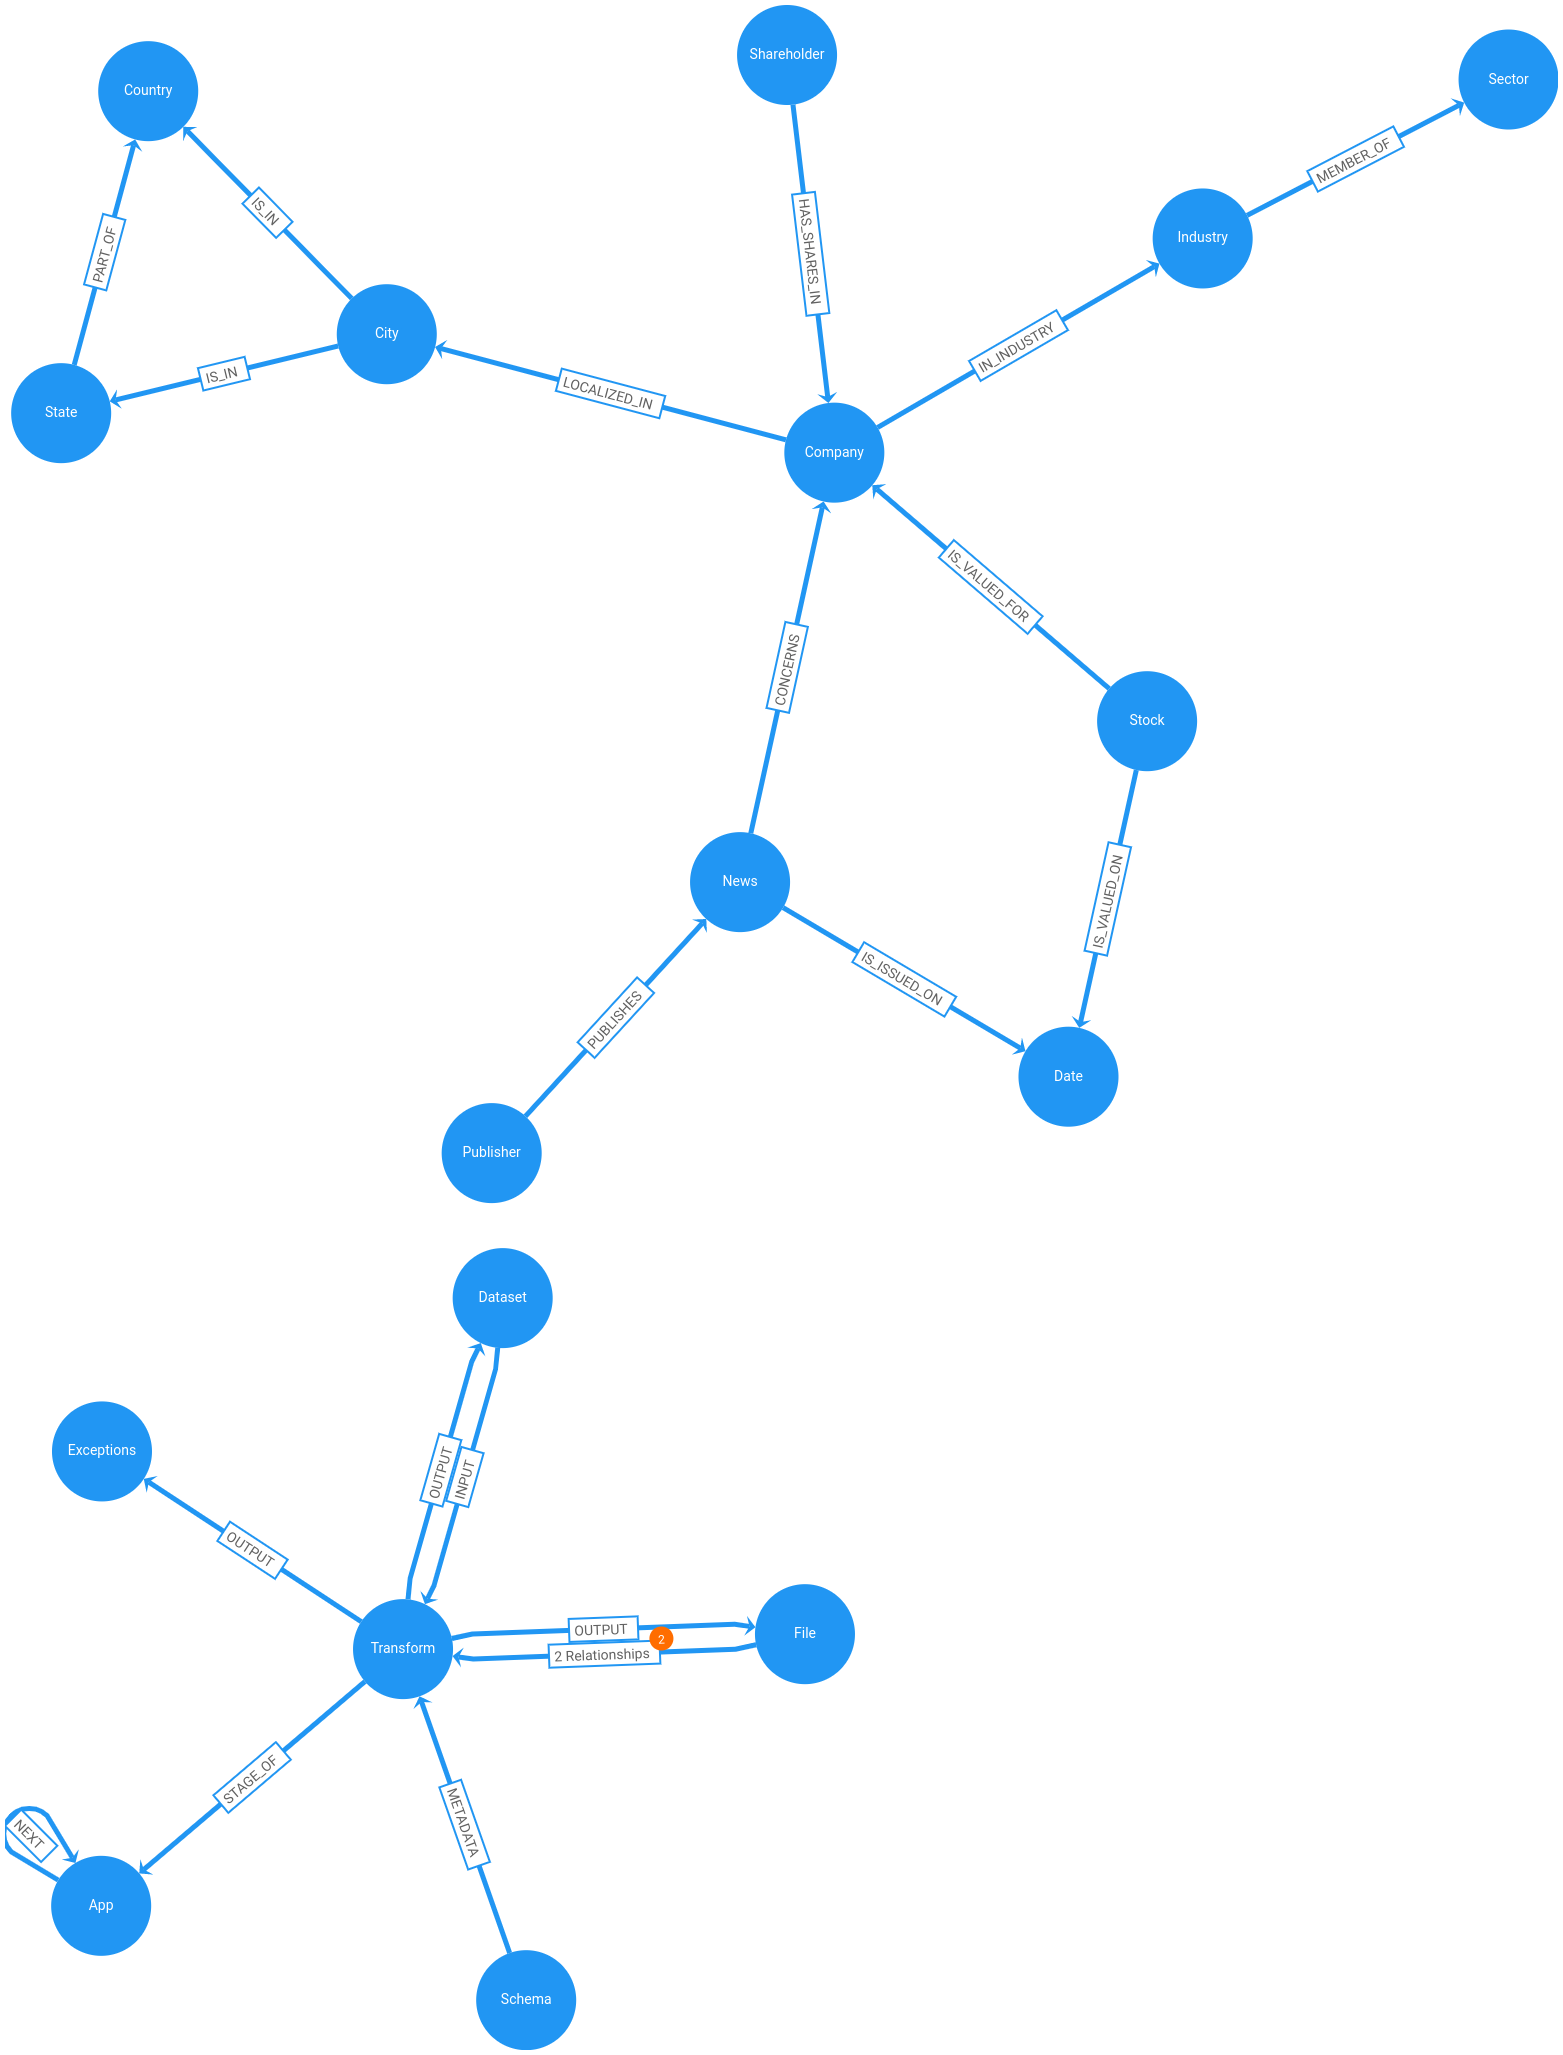 Shareholder
Sector
Country
MEMBER_OF
IS_IN
PART_OF
HAS_SHARES_IN
Industry
City
IN_INDUSTRY
IS_IN
LOCALIZED_IN
State
Company
IS_VALUED_FOR
CONCERNS
Stock
News
IS_VALUED_ON
IS_ISSUED_ON
PUBLISHES
Date
Publisher
Dataset
Exceptions
OUTPUT
INPUT
OUTPUT
OUTPUT
File
Transform
2
2 Relationships
STAGE_OF
METADATA
NEXT
App
Schema